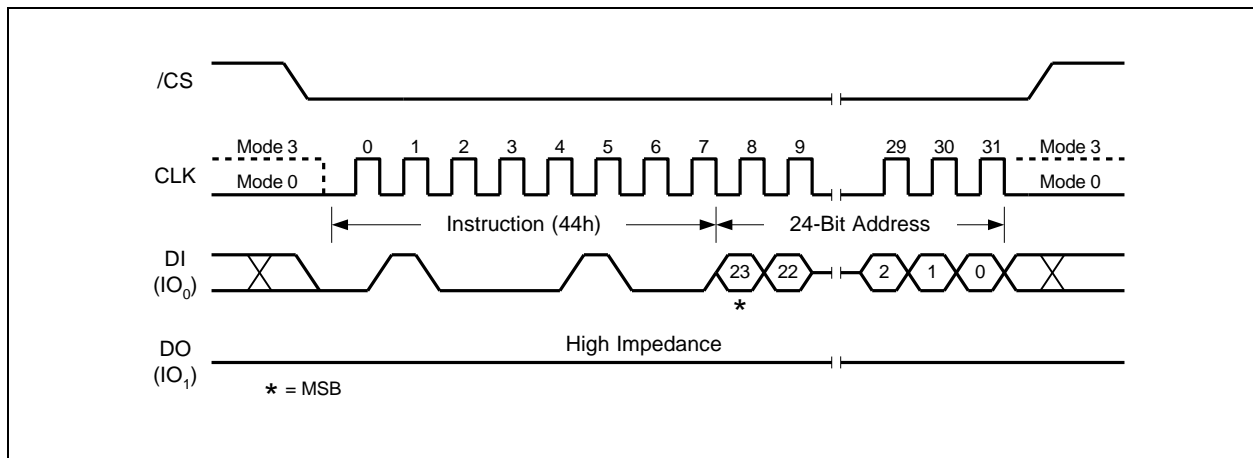 /CS
Mode 3
0 1 2 3 4 5 6 7 8 9 29 30 31
Mode 3
CLK
Mode 0
Mode 0
Instruction (44h)
24-Bit Address
DI
(IO₀)
23 22 2 1 0
*
High Impedance
DO
(IO₁)
* = MSB